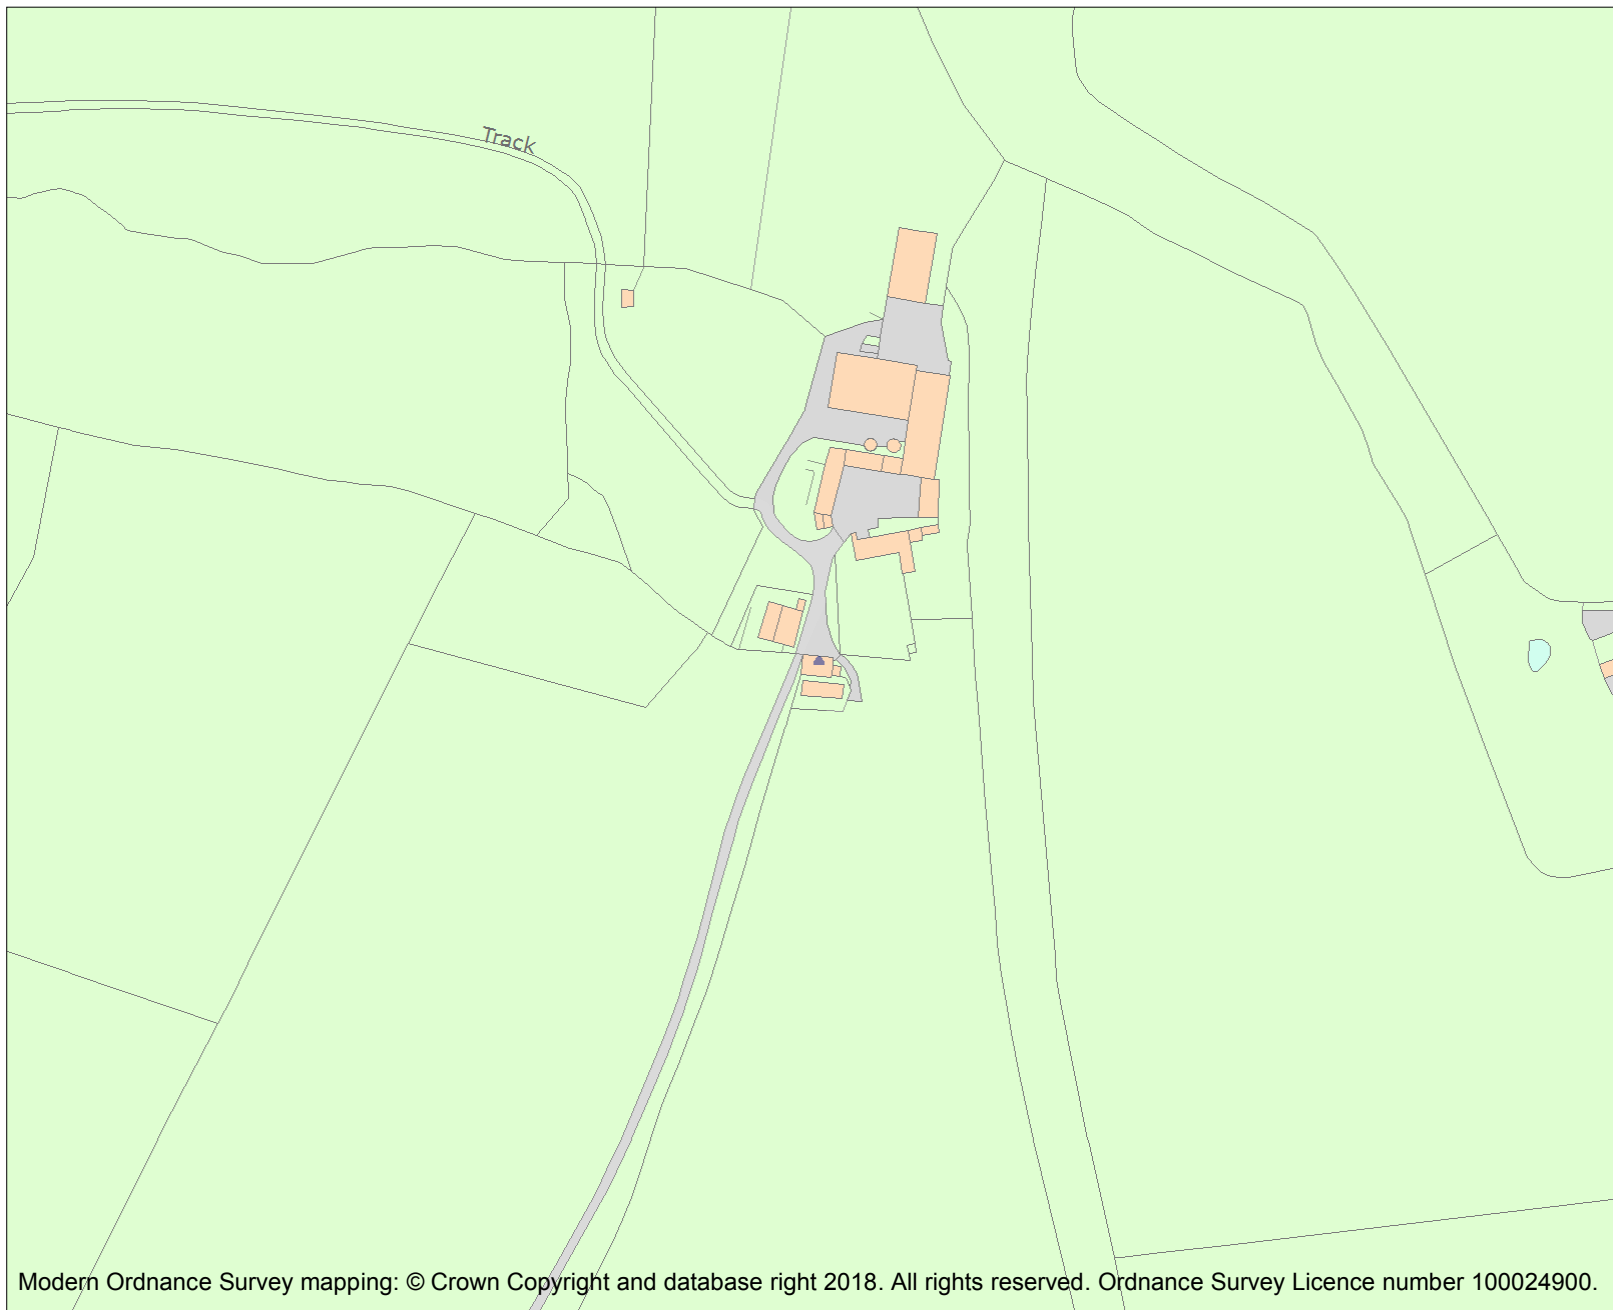 Track
Modern Ordnance Survey mapping: © Crown Copyright and database right 2018. All rights reserved. Ordnance Survey Licence number 100024900.